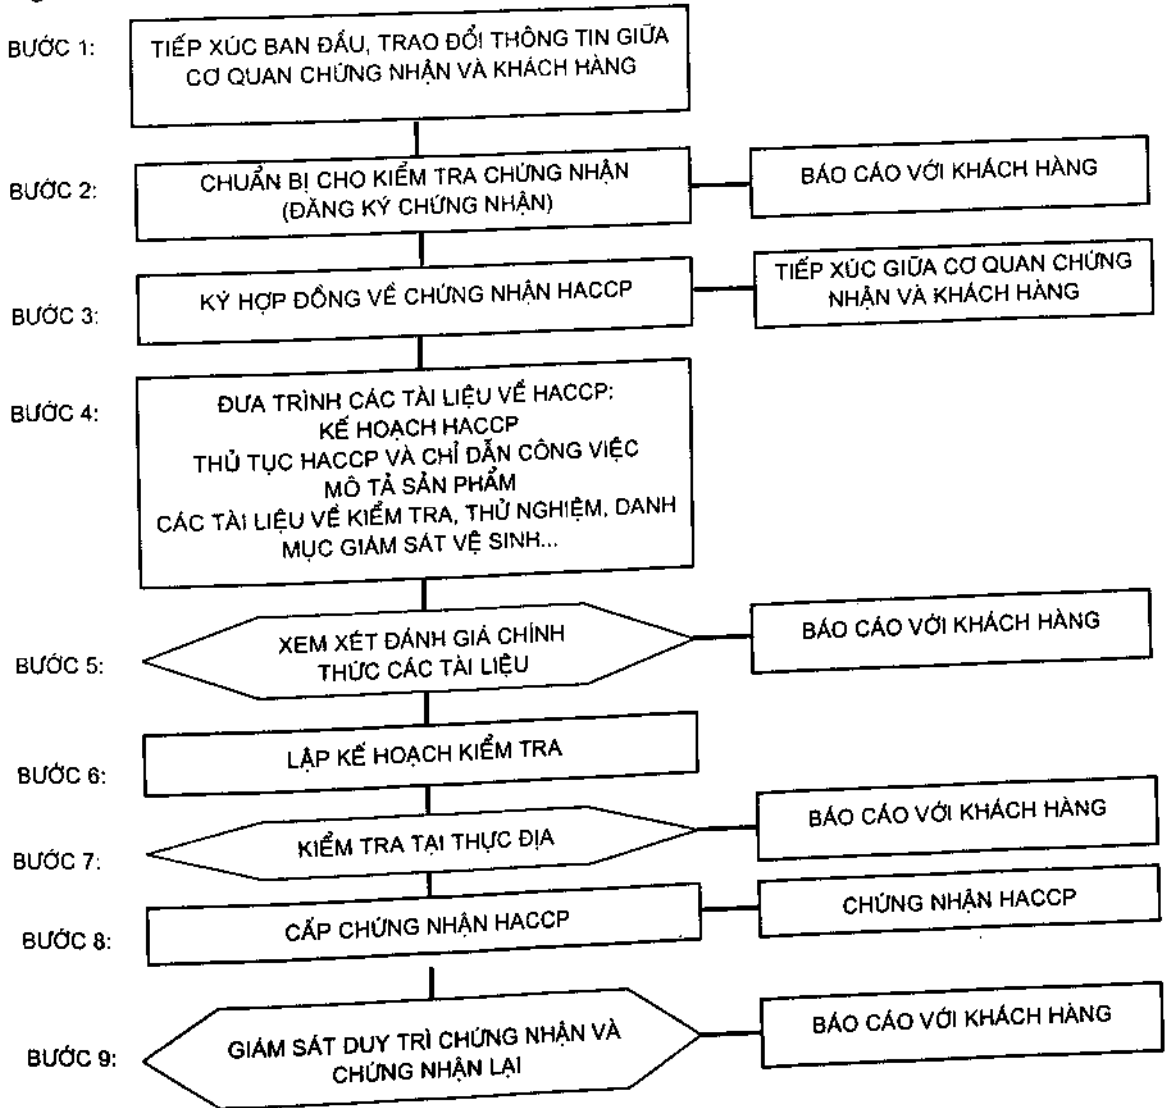 BƯỚC 1:
TIẾP XÚC BAN ĐẦU, TRAO ĐỔI THÔNG TIN GIỮA
CƠ QUAN CHỨNG NHẬN VÀ KHÁCH HÀNG
BƯỚC 2:
CHUẨN BỊ CHO KIỂM TRA CHỨNG NHẬN
(ĐĂNG KÝ CHỨNG NHẬN)
BÁO CÁO VỚI KHÁCH HÀNG
BƯỚC 3:
KÝ HỢP ĐỒNG VỀ CHỨNG NHẬN HACCP
TIẾP XÚC GIỮA CƠ QUAN CHỨNG
NHẬN VÀ KHÁCH HÀNG
BƯỚC 4:
ĐƯA TRÌNH CÁC TÀI LIỆU VỀ HACCP:
KẾ HOẠCH HACCP
THỦ TỤC HACCP VÀ CHỈ DẪN CÔNG VIỆC
MÔ TẢ SẢN PHẨM
CÁC TÀI LIỆU VỀ KIỂM TRA, THỬ NGHIỆM, DANH
MỤC GIÁM SÁT VỆ SINH...
BƯỚC 5:
XEM XÉT ĐÁNH GIÁ CHÍNH
THỨC CÁC TÀI LIỆU
BÁO CÁO VỚI KHÁCH HÀNG
BƯỚC 6:
LẬP KẾ HOẠCH KIỂM TRA
BƯỚC 7:
KIỂM TRA TẠI THỰC ĐỊA
BÁO CÁO VỚI KHÁCH HÀNG
BƯỚC 8:
CẤP CHỨNG NHẬN HACCP
CHỨNG NHẬN HACCP
BƯỚC 9:
GIÁM SÁT DUY TRÌ CHỨNG NHẬN VÀ
CHỨNG NHẬN LẠI
BÁO CÁO VỚI KHÁCH HÀNG